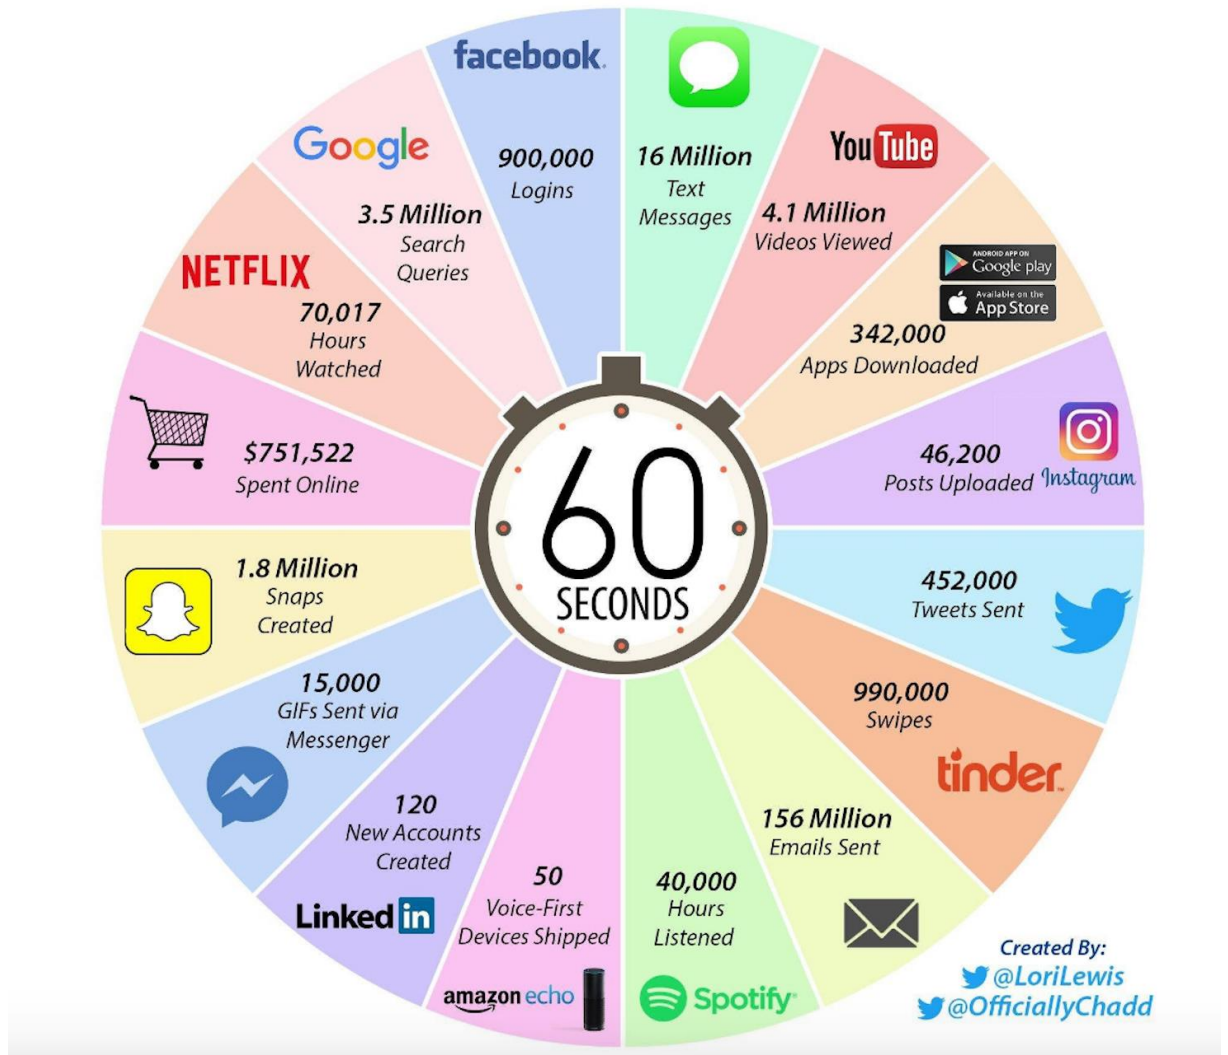 facebook.
900,000
Logins
16 Million
Text
Messages
You Tube
4.1 Million
Videos Viewed
ANDROID APP ON
Google play
Available on the
App Store
342,000
Apps Downloaded
46,200
Posts Uploaded
Instagram
452,000
Tweets Sent
990,000
Swipes
tinder
156 Million
Emails Sent
40,000
Hours
Listened
Spotify
50
Voice-First
Devices Shipped
amazon echo
120
New Accounts
Created
Linked in
15,000
GIFs Sent via
Messenger
1.8 Million
Snaps
Created
$751,522
Spent Online
NETFLIX
70,017
Hours
Watched
Google
3.5 Million
Search
Queries
60
SECONDS
Created By:
@LoriLewis
@OfficiallyChadd